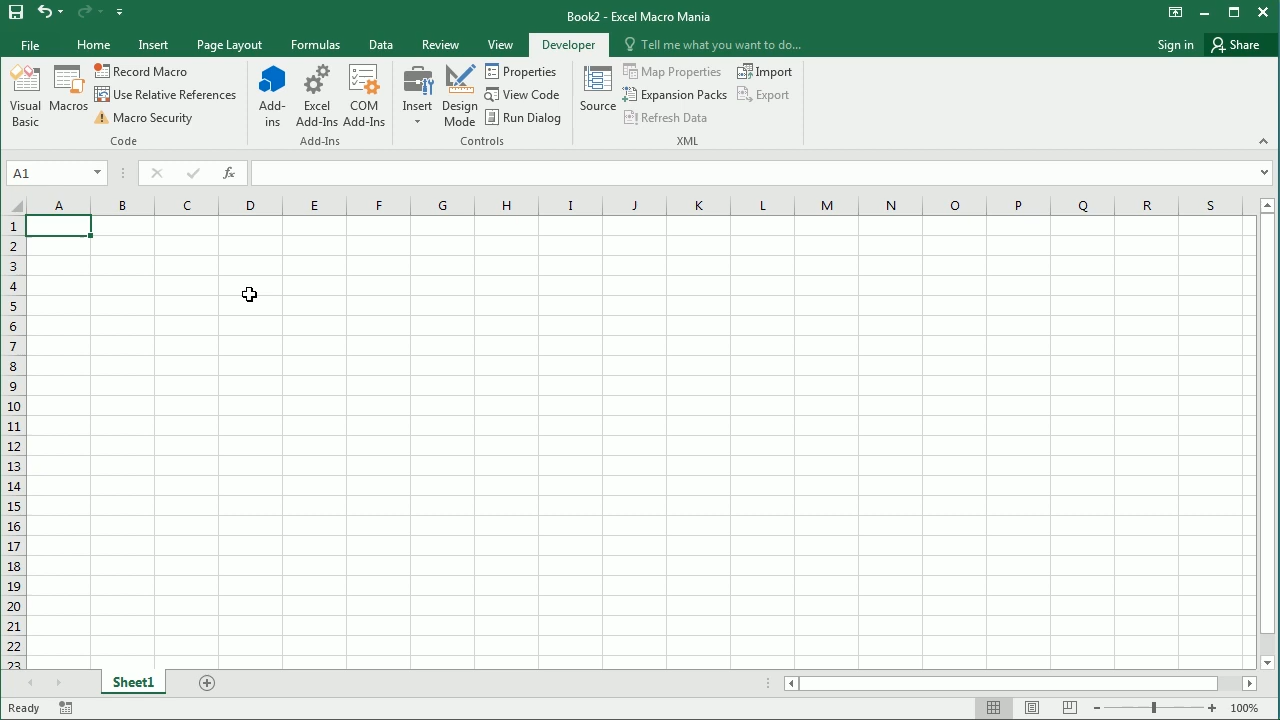 Book2 - Excel Macro Mania
File Home Insert Page Layout Formulas Data Review View Developer Tell me what you want to do... Sign in Share
Visual Basic
Macros
Record Macro
Use Relative References
Macro Security
Code
Add-ins
Excel Add-Ins
COM Add-Ins
Add-Ins
Insert
Design Mode
Properties
View Code
Run Dialog
Controls
Source
Map Properties
Expansion Packs
Refresh Data
Import
Export
XML
A1 fx
A B C D E F G H I J K L M N O P Q R S
1
2
3
4
5
6
7
8
9
10
11
12
13
14
15
16
17
18
19
20
21
22
23
Sheet1
Ready 100%